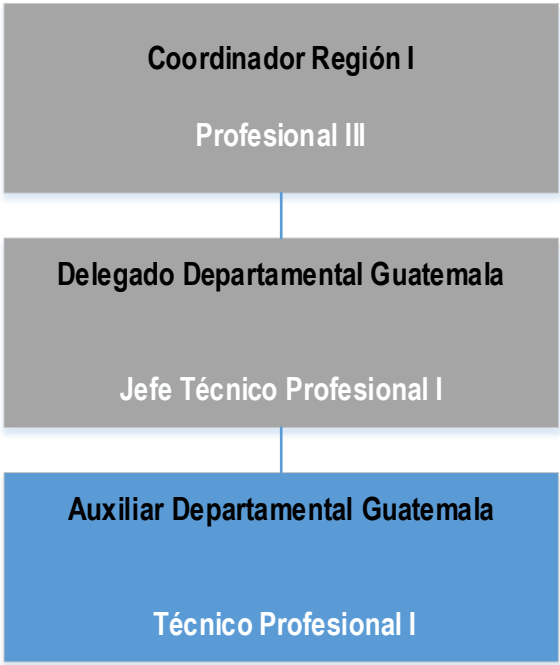 Coordinador Región I
Profesional III
Delegado Departamental Guatemala
Jefe Técnico Profesional I
Auxiliar Departamental Guatemala
Técnico Profesional I